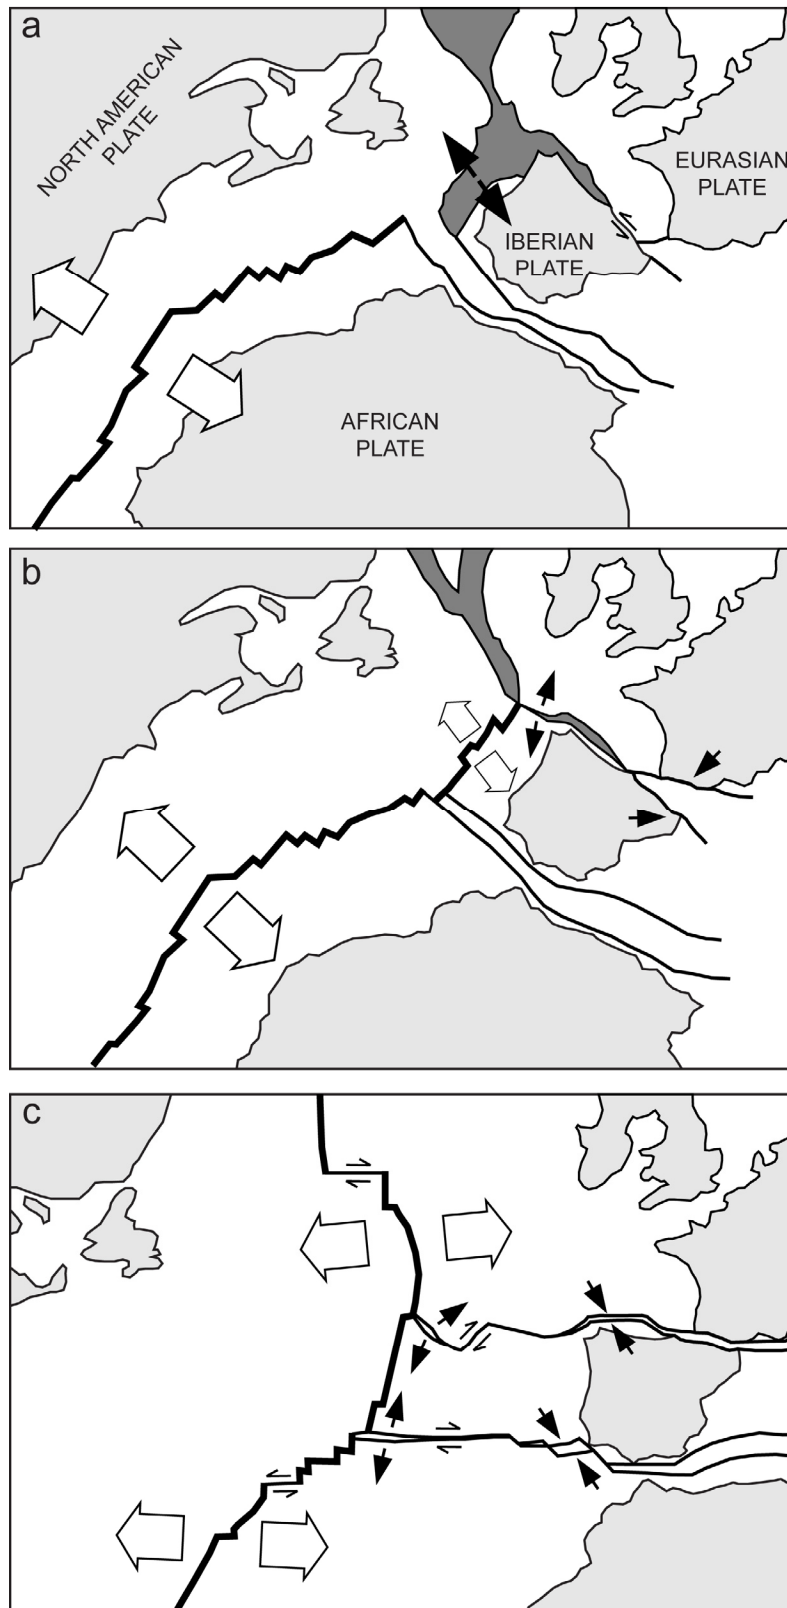 a
NORTH AMERICAN
PLATE
EURASIAN
PLATE
IBERIAN
PLATE
AFRICAN
PLATE
b
c